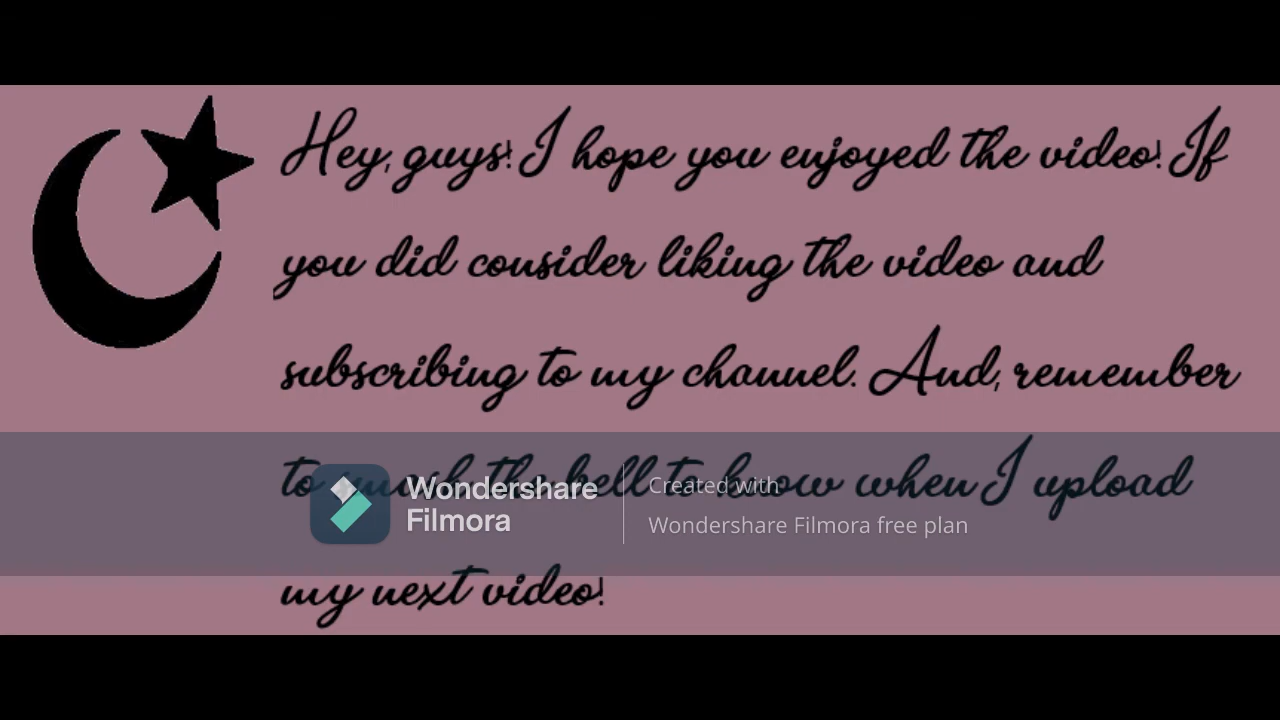 Hey, guys! I hope you enjoyed the video! If
you did consider liking the video and
subscribing to my channel. And, remember
to smash the bell to know when I upload
Wondershare
Filmora
Created with
Wondershare Filmora free plan
my next video!